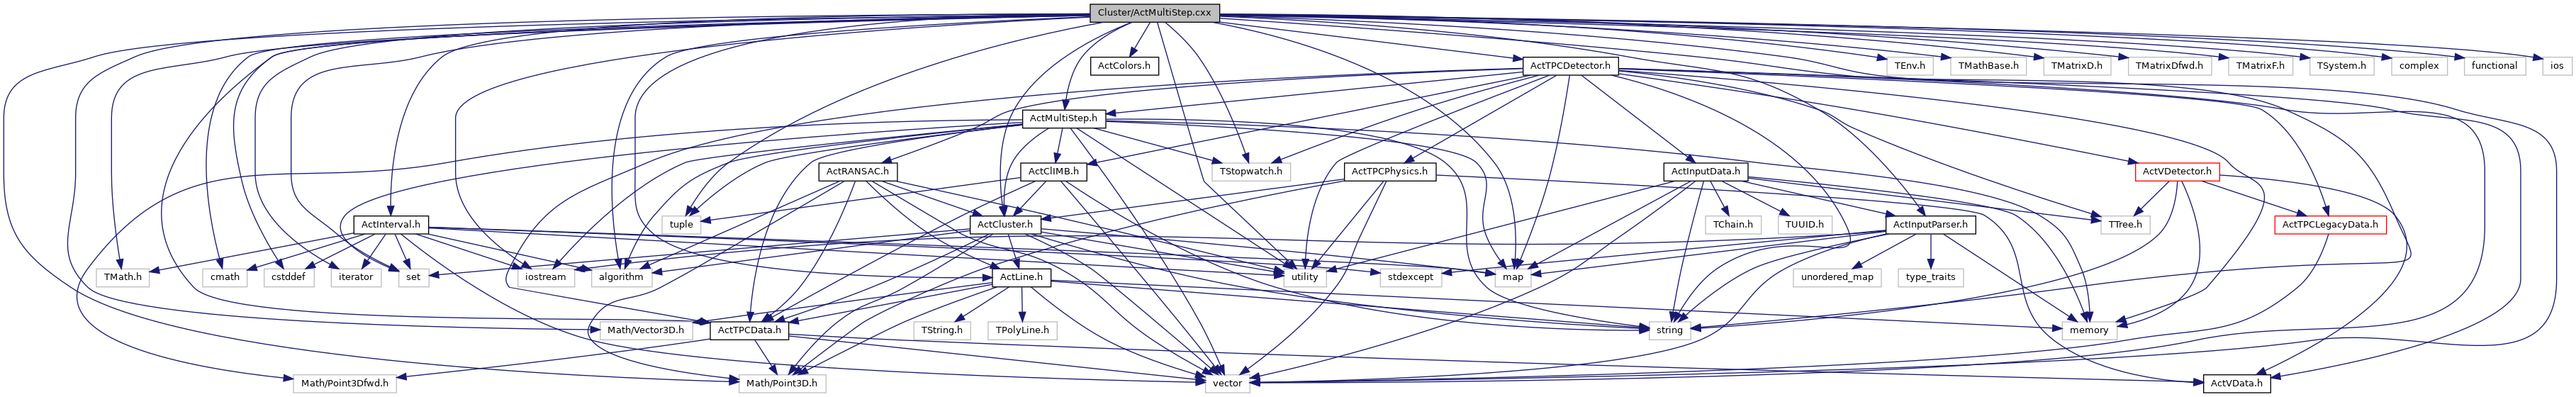 Cluster/ActMultiStep.cxx
ActColors.h
ActTPCDetector.h
TEnv.h
TMathBase.h
TMatrixD.h
TMatrixDfwd.h
TMatrixF.h
TSystem.h
complex
functional
ios
ActMultiStep.h
ActRANSAC.h
ActClIMB.h
TStopwatch.h
ActTPCPhysics.h
ActInputData.h
ActVDetector.h
ActInterval.h
tuple
ActCluster.h
TChain.h
TUUID.h
ActInputParser.h
TTree.h
ActTPCLegacyData.h
TMath.h
cmath
cstddef
iterator
set
iostream
algorithm
ActLine.h
utility
stdexcept
map
unordered_map
type_traits
Math/Vector3D.h
ActTPCData.h
TString.h
TPolyLine.h
string
memory
Math/Point3Dfwd.h
Math/Point3D.h
vector
ActVData.h